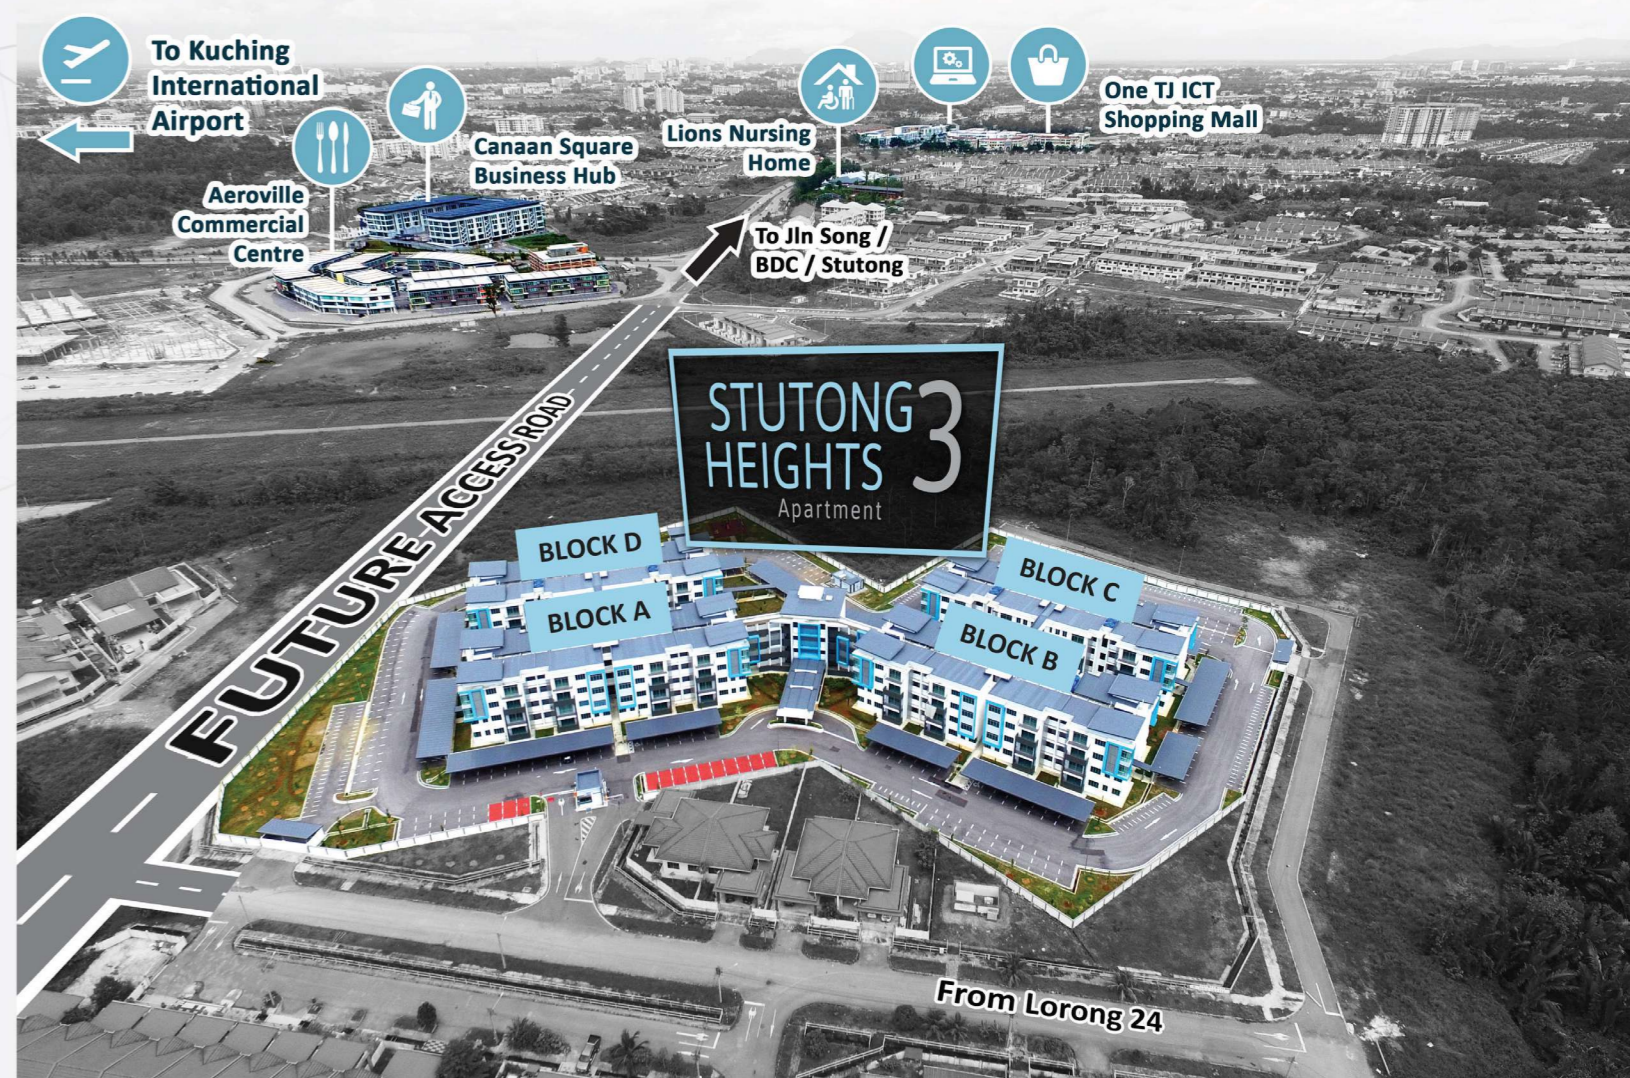 To Kuching
International
Airport
Aeroville
Commercial
Centre
Canaan Square
Business Hub
Lions Nursing
Home
One TJ ICT
Shopping Mall
To Jln Song /
BDC / Stutong
STUTONG
HEIGHTS 3
Apartment
FUTURE ACCESS ROAD
BLOCK D
BLOCK A
BLOCK C
BLOCK B
From Lorong 24